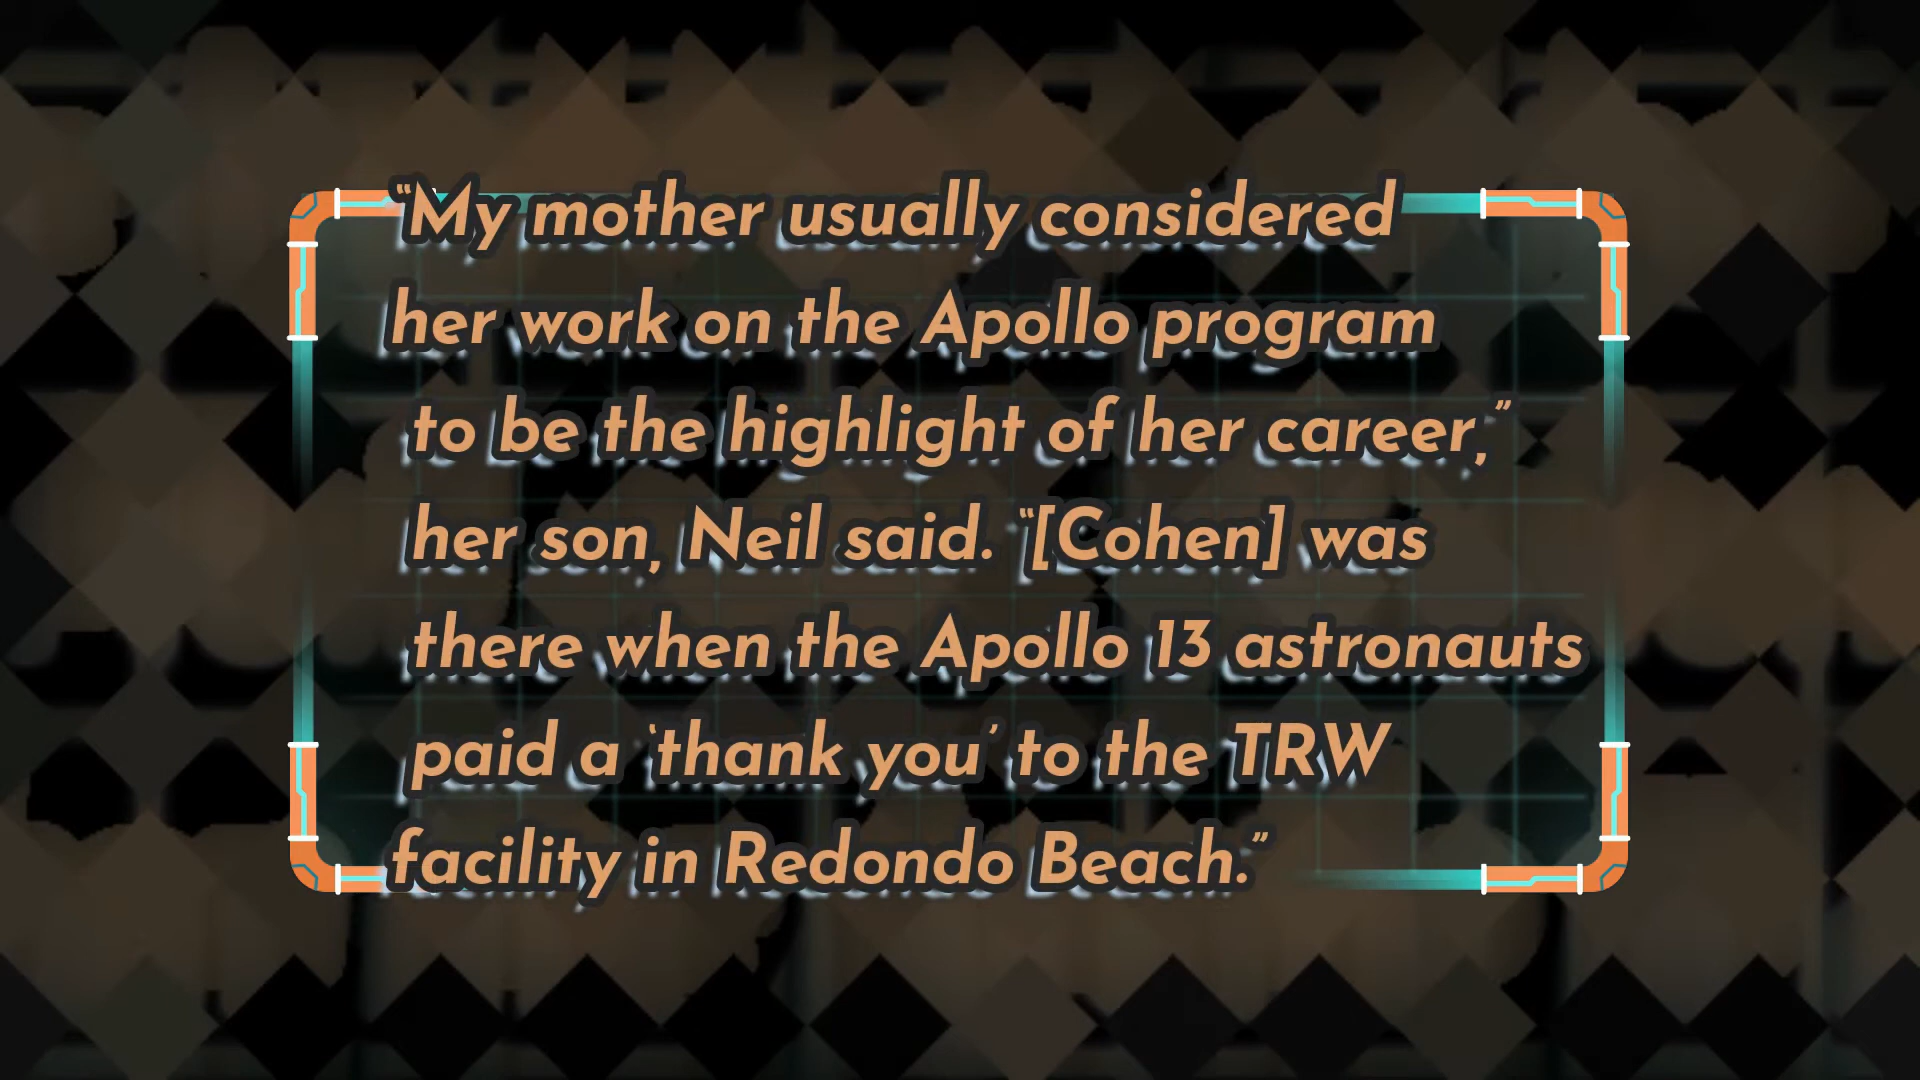 “My mother usually considered
her work on the Apollo program
to be the highlight of her career,”
her son, Neil said. “[Cohen] was
there when the Apollo 13 astronauts
paid a ‘thank you’ to the TRW
facility in Redondo Beach.”